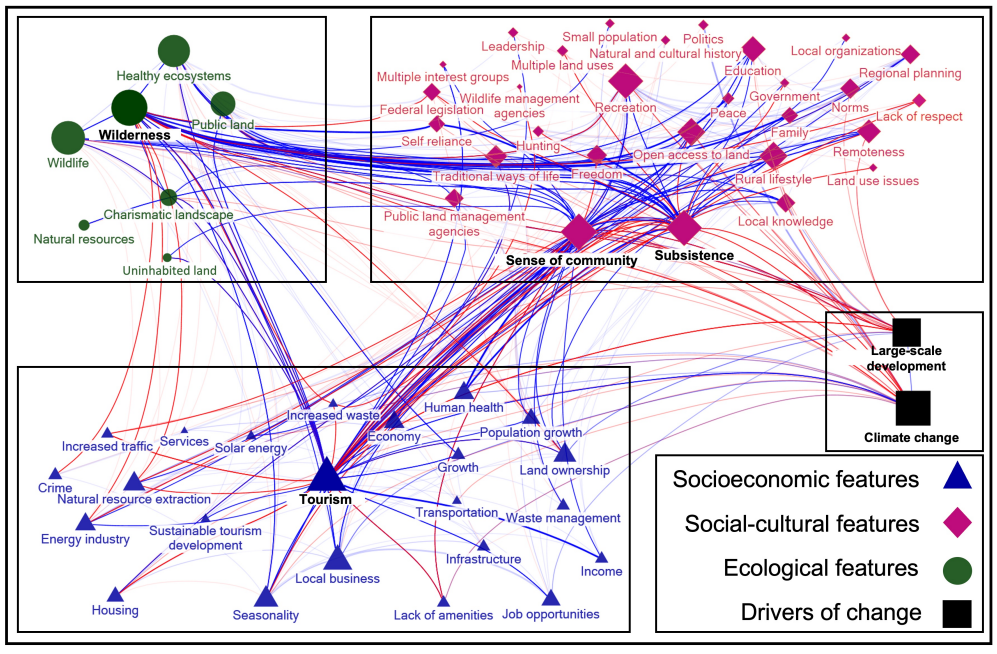 Healthy ecosystems
Wilderness
Public land
Wildlife
Charismatic landscape
Natural resources
Uninhabited land
Small population
Politics
Leadership
Natural and cultural history
Local organizations
Multiple land uses
Education
Regional planning
Multiple interest groups
Wildlife management
agencies
Government
Federal legislation
Recreation
Peace
Norms
Lack of respect
Self reliance
Hunting
Family
Open access to land
Remoteness
Traditional ways of life
Freedom
Rural lifestyle
Land use issues
Public land management
agencies
Local knowledge
Sense of community
Subsistence
Large-scale
development
Climate change
Increased waste
Human health
Increased traffic
Services
Solar energy
Economy
Population growth
Crime
Growth
Land ownership
Natural resource extraction
Tourism
Transportation
Waste management
Energy industry
Sustainable tourism
development
Infrastructure
Income
Local business
Housing
Seasonality
Lack of amenities
Job opportunities
Socioeconomic features
Social-cultural features
Ecological features
Drivers of change